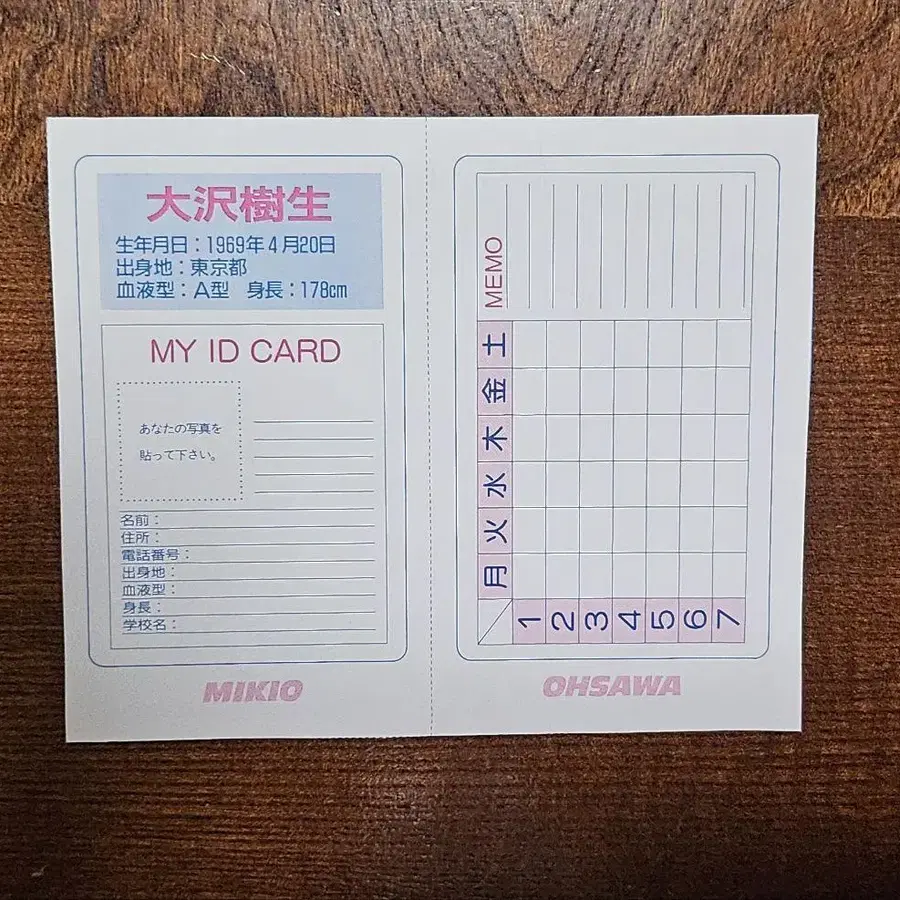 大沢樹生
生年月日：1969年4月20日
出身地：東京都
血液型：A型　身長：178cm
MY ID CARD
あなたの写真を
貼って下さい。
名前：
住所：
電話番号：
出身地：
血液型：
身長：
学校名：
MIKIO
MEMO
月 火 水 木 金 土
1
2
3
4
5
6
7
OHSAWA